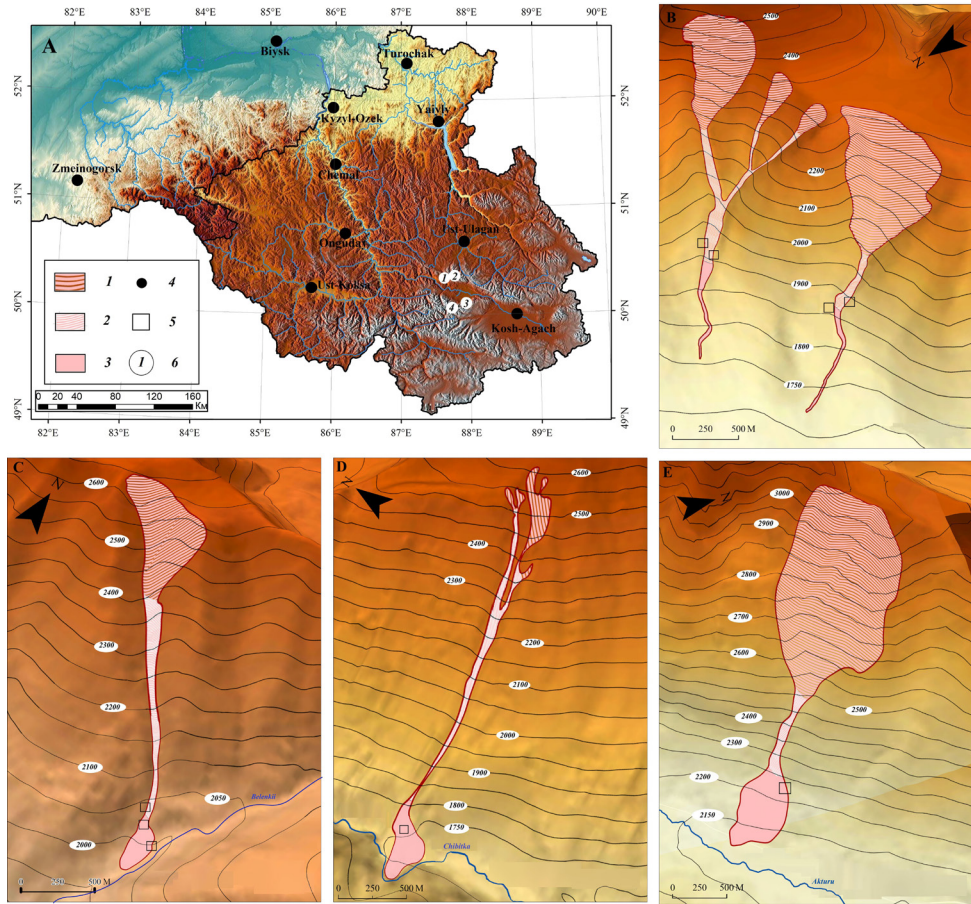 82°E 83°E 84°E 85°E 86°E 87°E 88°E 89°E 90°E
A
Biysk
Turochak
52°N
52°N
Kyzyl-Ozek
Yaiyly
Zmeinogorsk
Chemal
51°N
51°N
Ust-Ulagan
Onguday
1 2
Ust-Koksa
4 3
50°N
50°N
Kosh-Agach
1 4
2 5
3 1 6
0 20 40 80 120 160
Км
49°N
49°N
82°E 83°E 84°E 85°E 86°E 87°E 88°E 89°E
B
N
2500
2400
2200
2100
2000
1900
1800
1750
0 250 500 M
C
N
2600
2500
2400
2300
2200
2100
2050
Belenkii
2000
0 250 500 M
D
N
2600
2500
2400
2300
2200
2100
2000
1900
1800
1750
Chibitka
0 250 500 M
E
N
3000
2900
2800
2700
2600
2500
2400
2300
2200
2150
Akturu
0 250 500 M